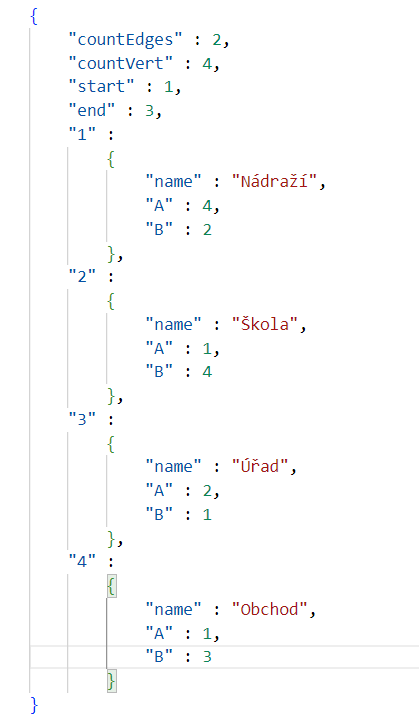 {
"countEdges" : 2,
"countVert" : 4,
"start" : 1,
"end" : 3,
"1" :
{
"name" : "Nádraží",
"A" : 4,
"B" : 2
},
"2" :
{
"name" : "Škola",
"A" : 1,
"B" : 4
},
"3" :
{
"name" : "Úřad",
"A" : 2,
"B" : 1
},
"4" :
{
"name" : "Obchod",
"A" : 1,
"B" : 3
}
}